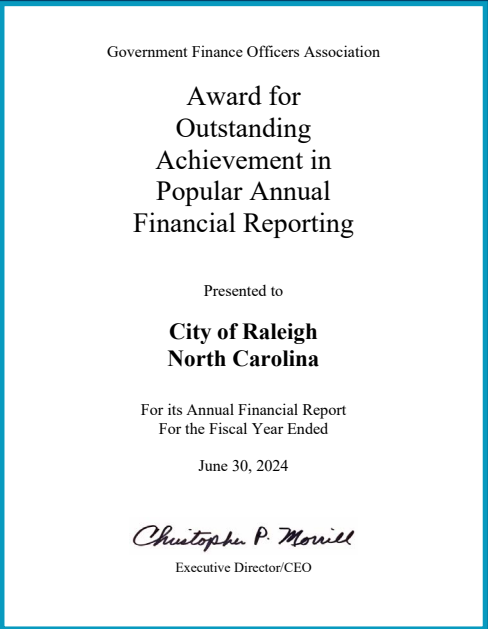 Government Finance Officers Association
Award for
Outstanding
Achievement in
Popular Annual
Financial Reporting
Presented to
City of Raleigh
North Carolina
For its Annual Financial Report
For the Fiscal Year Ended
June 30, 2024
Christopher P. Morrill
Executive Director/CEO